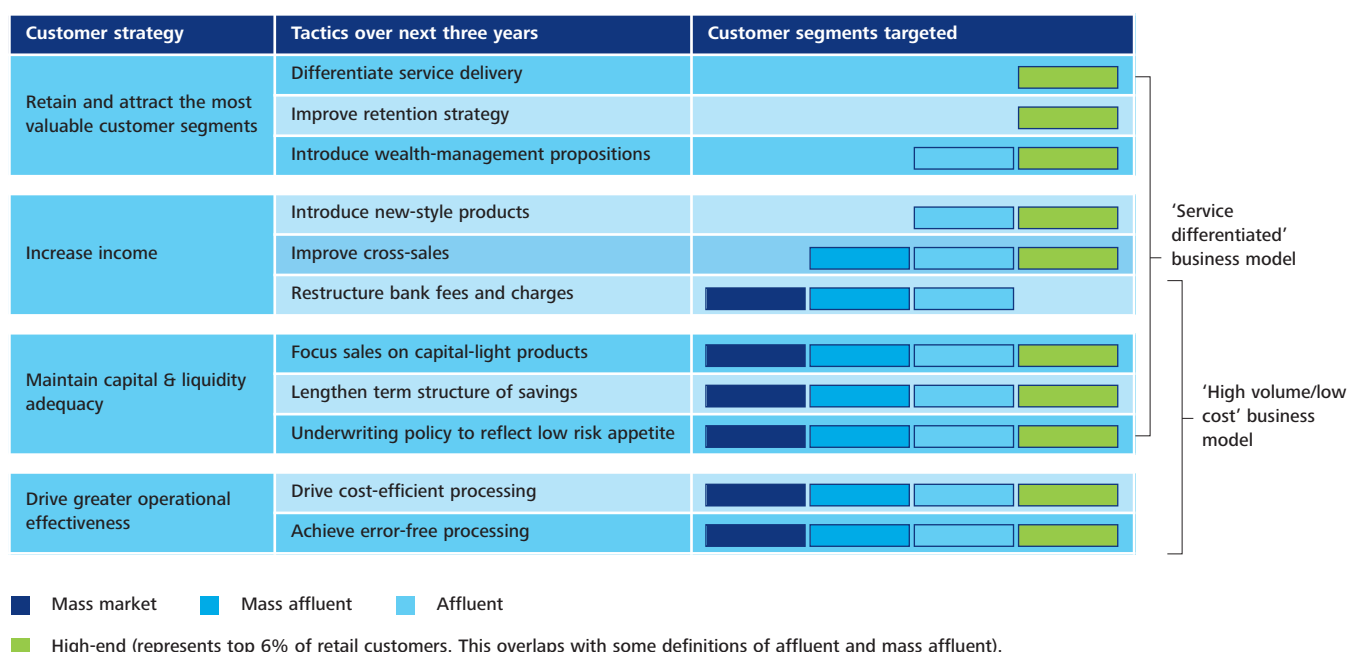 Customer strategy
Tactics over next three years
Customer segments targeted
Retain and attract the most
valuable customer segments
Differentiate service delivery
Improve retention strategy
Introduce wealth-management propositions
Increase income
Introduce new-style products
Improve cross-sales
Restructure bank fees and charges
Maintain capital & liquidity
adequacy
Focus sales on capital-light products
Lengthen term structure of savings
Underwriting policy to reflect low risk appetite
Drive greater operational
effectiveness
Drive cost-efficient processing
Achieve error-free processing
‘Service
differentiated’
business model
‘High volume/low
cost’ business
model
Mass market
Mass affluent
Affluent
High-end (represents top 6% of retail customers. This overlaps with some definitions of affluent and mass affluent).